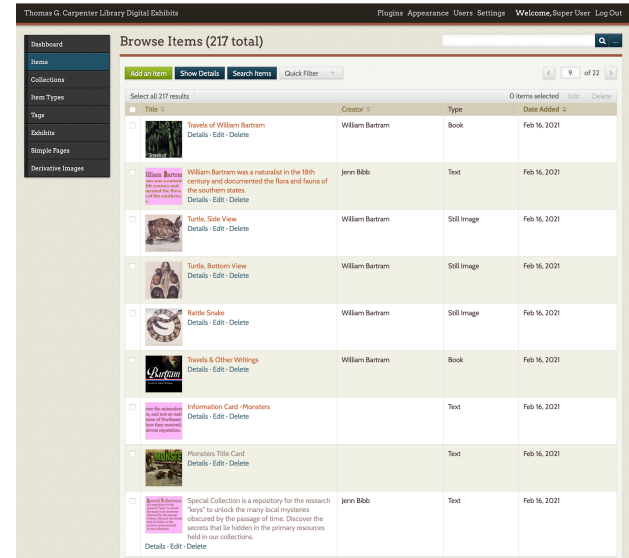 Thomas G. Carpenter Library Digital Exhibits
Plugins Appearance Users Settings Welcome, Super User Log Out
Dashboard
Items
Collections
Item Types
Tags
Exhibits
Simple Pages
Derivative Images
Browse Items (217 total)
...
Add an Item Show Details Search Items Quick Filter
9 of 22
Select all 217 results
0 items selected Edit Delete
Title Creator Type Date Added
Travels of William Bartram William Bartram Book Feb 16, 2021
Details · Edit · Delete
Travels of
William Bartram was a naturalist in the 18th Jenn Bibb Text Feb 16, 2021
century and documented the flora and fauna of
the southern states.
Details · Edit · Delete
Turtle, Side View William Bartram Still Image Feb 16, 2021
Details · Edit · Delete
Turtle, Bottom View William Bartram Still Image Feb 16, 2021
Details · Edit · Delete
Rattle Snake William Bartram Still Image Feb 16, 2021
Details · Edit · Delete
Travels & Other Writings William Bartram Book Feb 16, 2021
Details · Edit · Delete
Bartram
Information Card -Monsters Text Feb 16, 2021
Details · Edit · Delete
Monsters Title Card Text Feb 16, 2021
Details · Edit · Delete
Special Collection is a repository for the research Jenn Bibb Text Feb 16, 2021
"keys" to unlock the many local mysteries
obscured by the passage of time. Discover the
secrets that lie hidden in the primary resources
held in our collections.
Details · Edit · Delete
Special Collections